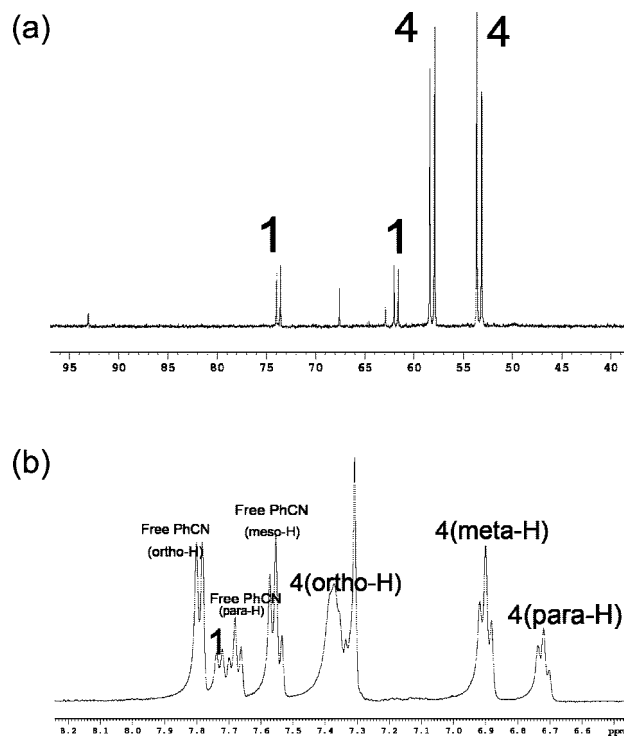 (a)
4
4
1
1
95 90 85 80 75 70 65 60 55 50 45 40
(b)
Free PhCN
(ortho-H)
Free PhCN
(meso-H)
Free PhCN
(para-H)
1
4(ortho-H)
4(meta-H)
4(para-H)
8.2 8.1 8.0 7.9 7.8 7.7 7.6 7.5 7.4 7.3 7.2 7.1 7.0 6.9 6.8 6.7 6.6